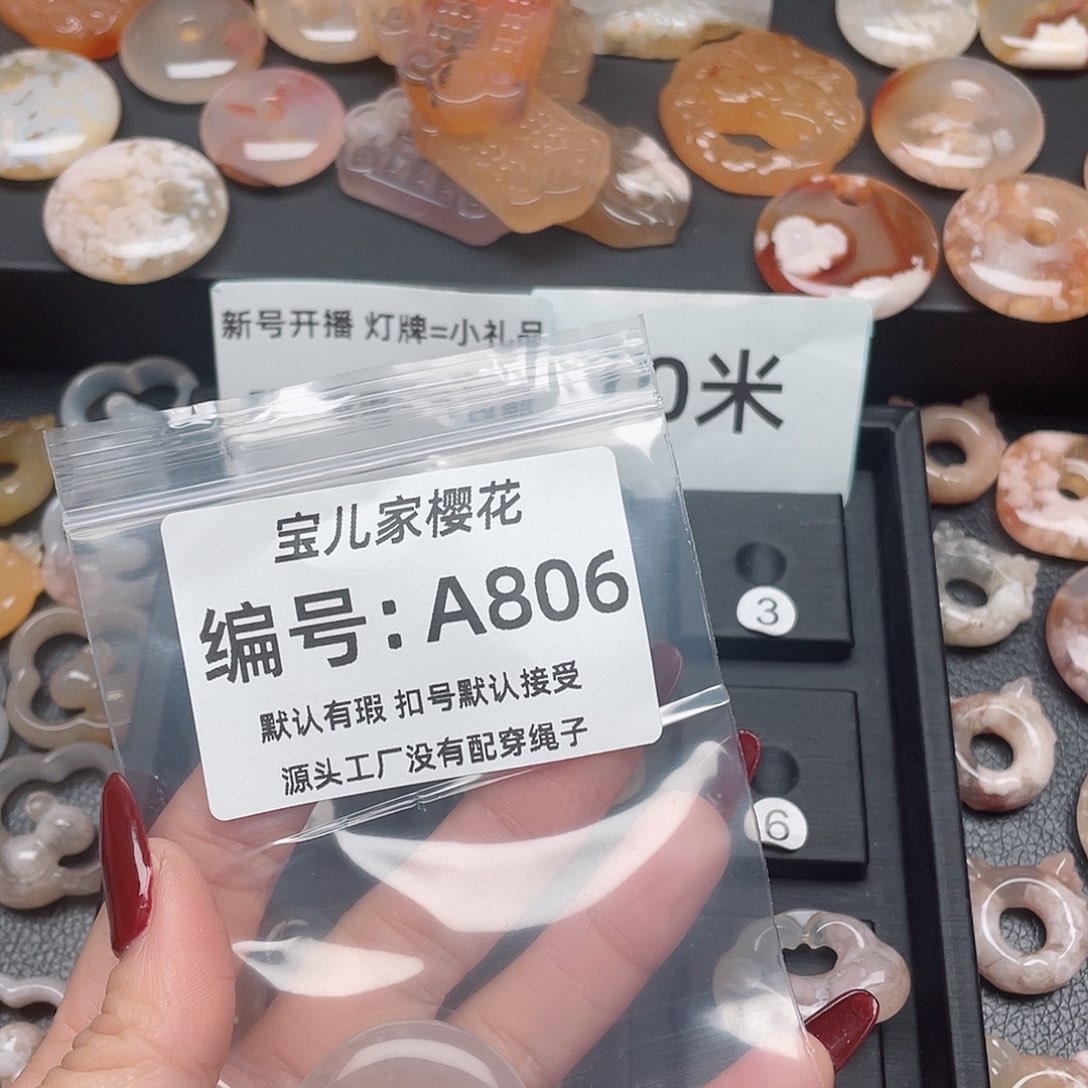 新号开播 灯牌=小礼品
0米
宝儿家樱花
编号：A806
默认有瑕 扣号默认接受
源头工厂没有配穿绳子
3
6